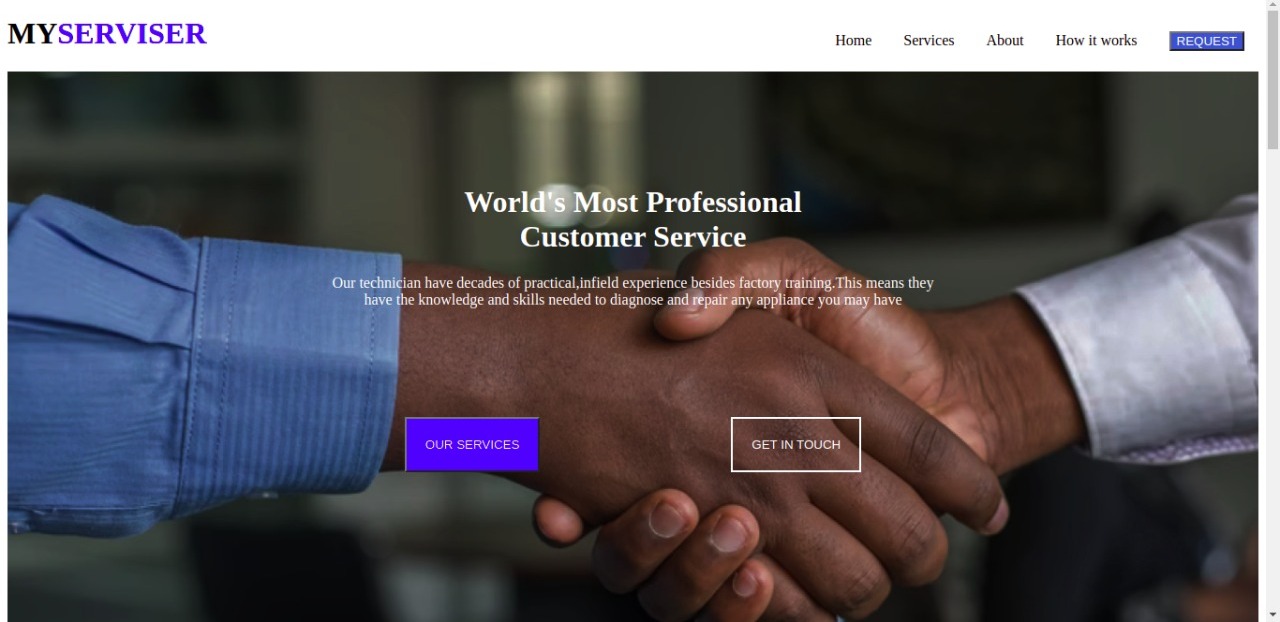 MYSERVISER
Home Services About How it works REQUEST
World's Most Professional
Customer Service
Our technician have decades of practical,infield experience besides factory training.This means they
have the knowledge and skills needed to diagnose and repair any appliance you may have
OUR SERVICES GET IN TOUCH